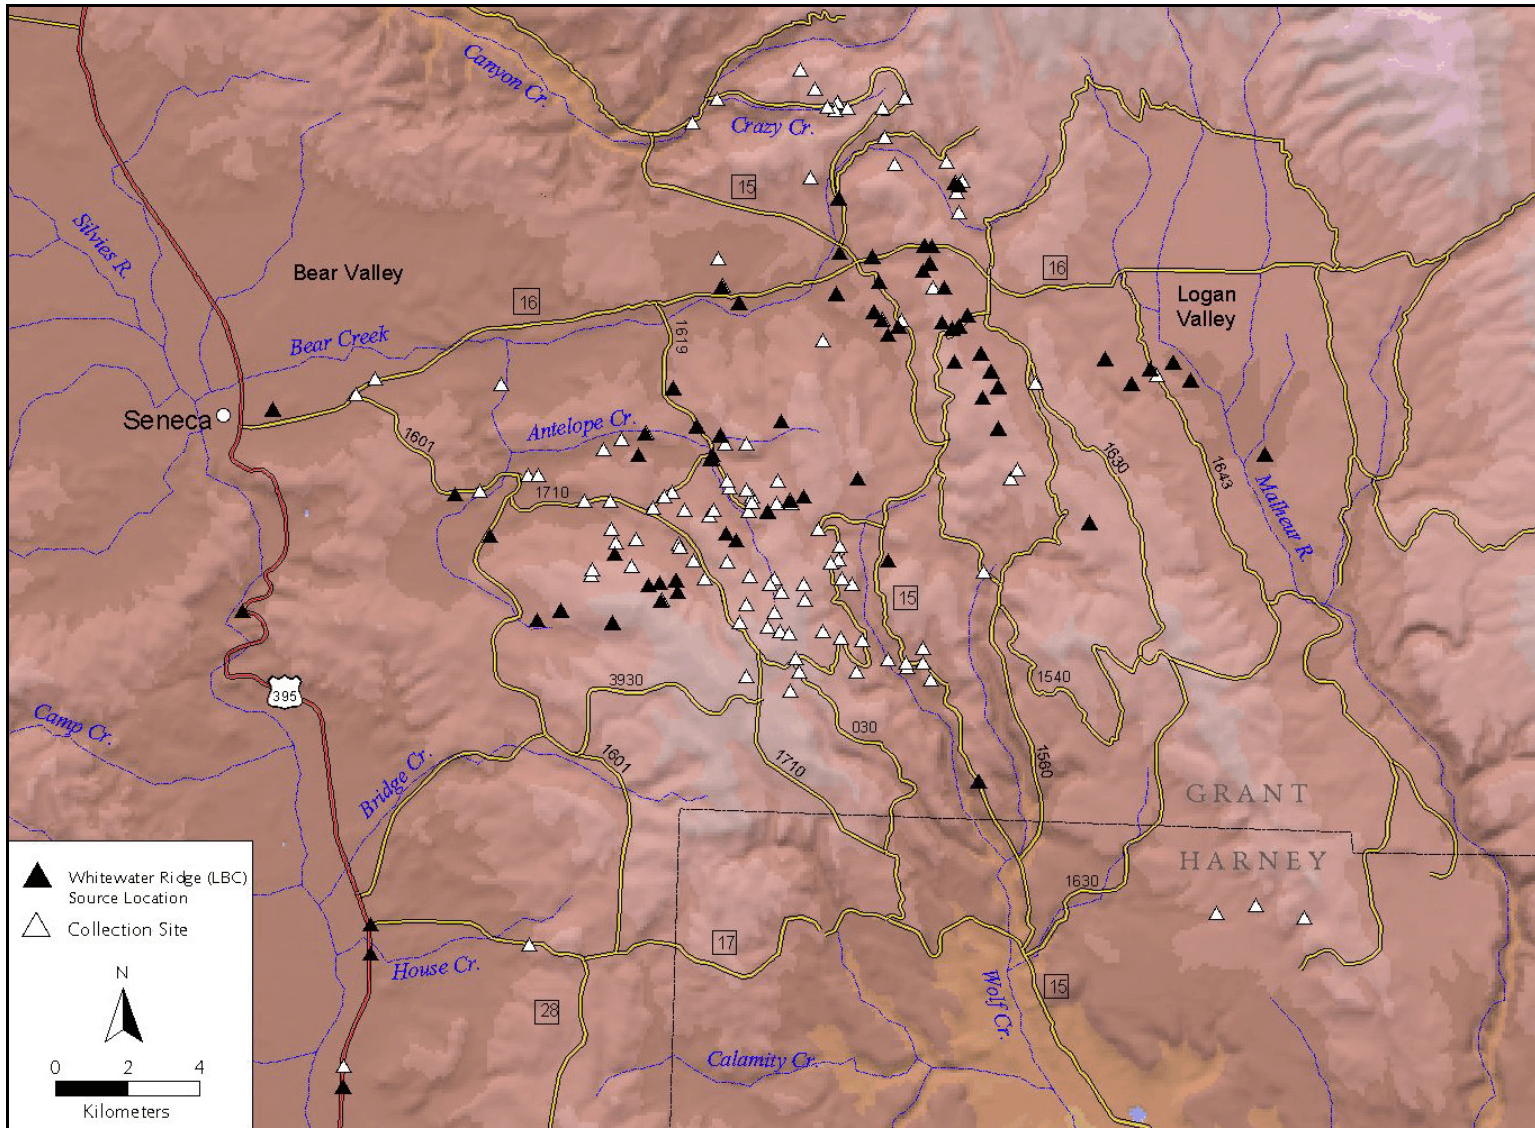 Canyon Cr.
Crazy Cr.
15
Silvies R.
Bear Valley
16
16
Logan
Valley
Bear Creek
1619
Seneca
Antelope Cr.
1601
1630
1643
1710
Malheur R.
15
395
3930
1540
Camp Cr.
030
1601
1710
1560
Bridge Cr.
GRANT
HARNEY
1630
Whitewater Ridge (LBC)
Source Location
Collection Site
17
House Cr.
N
28
Wolf Cr.
15
0 2 4
Kilometers
Calamity Cr.